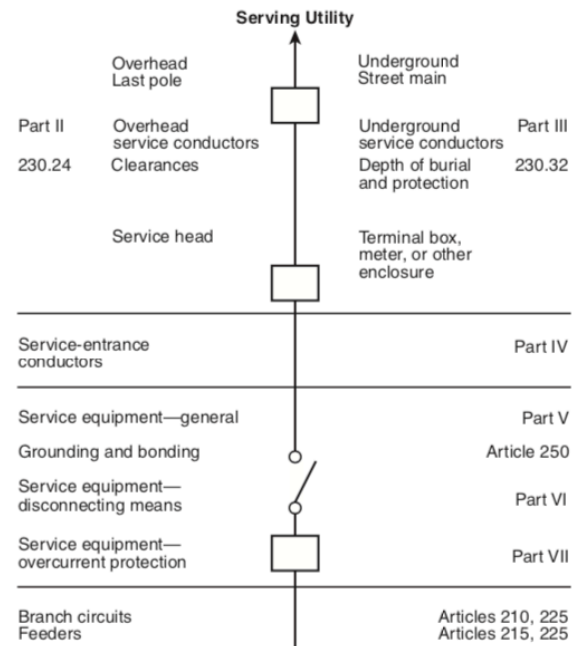 Serving Utility
Overhead
Last pole
Underground
Street main
Part II
Overhead
service conductors
Underground
service conductors
Part III
230.24
Clearances
Depth of burial
and protection
230.32
Service head
Terminal box,
meter, or other
enclosure
Service-entrance
conductors
Part IV
Service equipment—general
Part V
Grounding and bonding
Article 250
Service equipment—
disconnecting means
Part VI
Service equipment—
overcurrent protection
Part VII
Branch circuits
Articles 210, 225
Feeders
Articles 215, 225